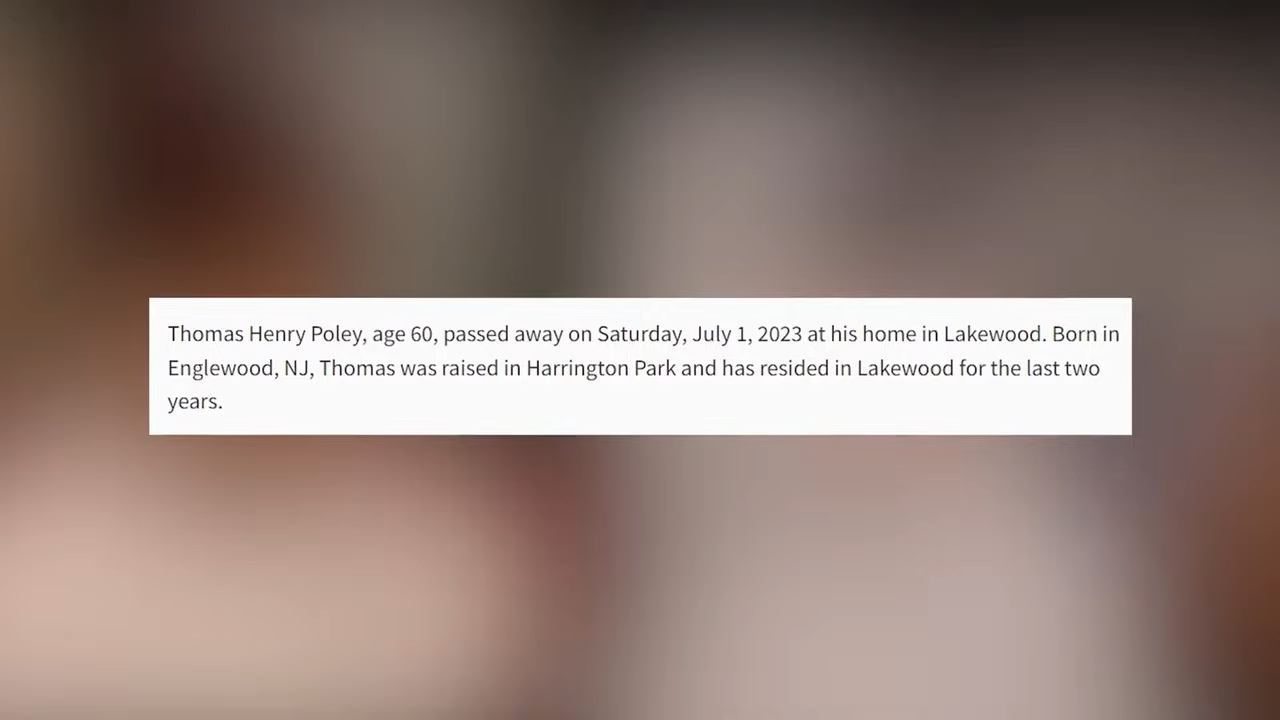 Thomas Henry Poley, age 60, passed away on Saturday, July 1, 2023 at his home in Lakewood. Born in
Englewood, NJ, Thomas was raised in Harrington Park and has resided in Lakewood for the last two
years.